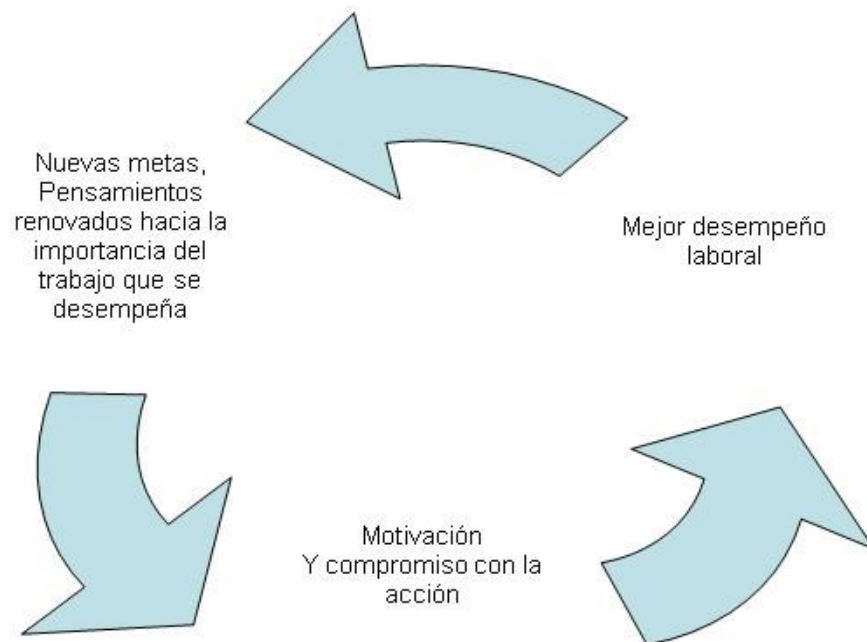 Nuevas metas,
Pensamientos
renovados hacia la
importancia del
trabajo que se
desempeña
Mejor desempeño
laboral
Motivación
Y compromiso con la
acción